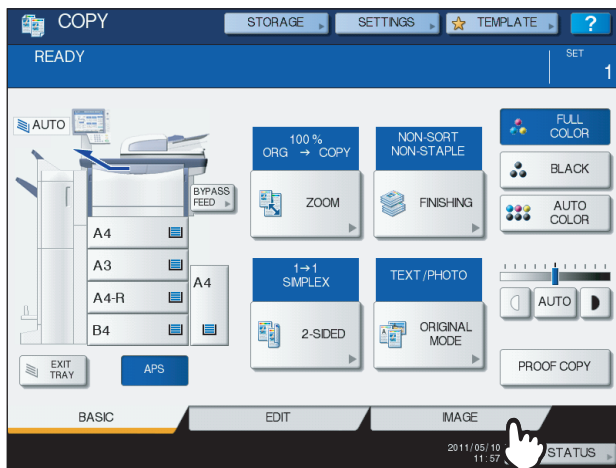 COPY
STORAGE
SETTINGS
TEMPLATE
?
READY
SET
1
AUTO
BYPASS
FEED
A4
A3
A4-R
B4
A4
EXIT
TRAY
APS
100 %
ORG → COPY
ZOOM
NON-SORT
NON-STAPLE
FINISHING
1→1
SIMPLEX
2-SIDED
TEXT/PHOTO
ORIGINAL
MODE
FULL
COLOR
BLACK
AUTO
COLOR
AUTO
PROOF COPY
BASIC
EDIT
IMAGE
2011/05/10
11:57
STATUS